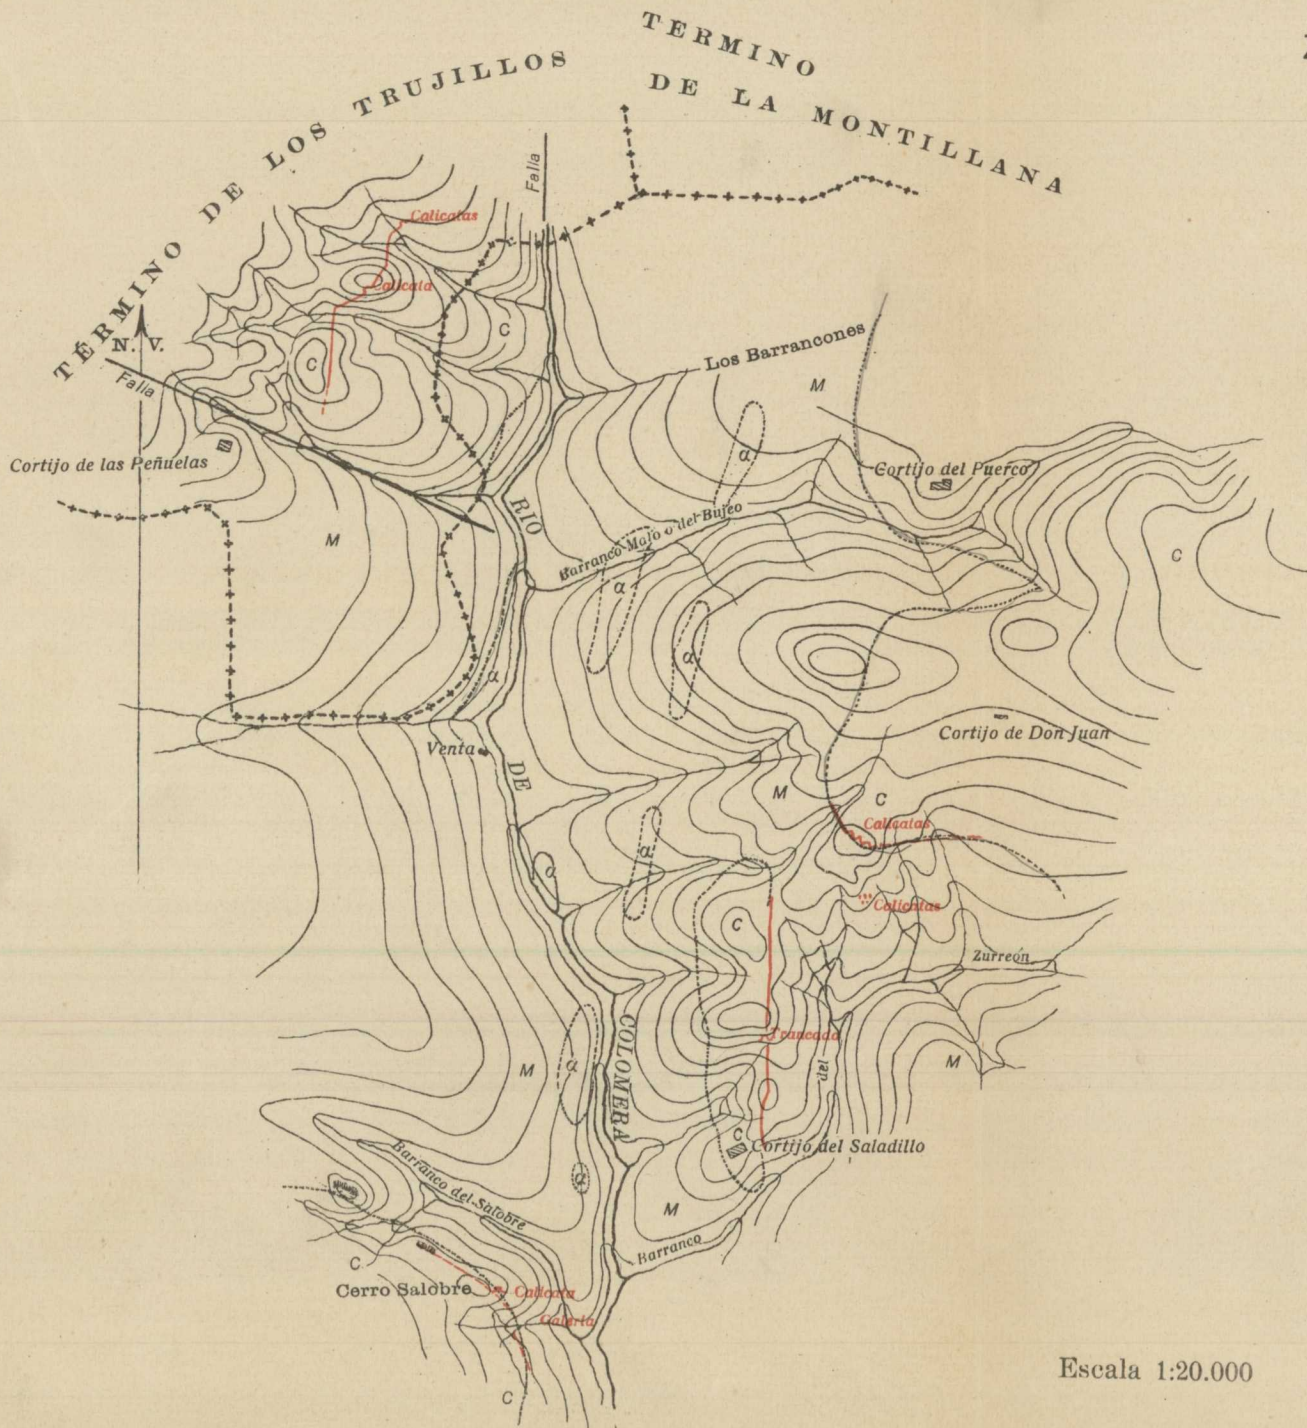 TERMINO
DE LA MONTILLANA
TÉRMINO DE LOS TRUJILLOS
Falla
Calicatas
Calicata
C
N. V.
C
Falla
Los Barrancones
M
α
Cortijo de las Peñuelas
Cortijo del Puerco
RIO
M
Barranco Malo o del Bujeo
C
α
α
α
Venta
DE
Cortijo de Don Juan
M
C
Calicatas
α
α
Calicatas
C
Zurreón
COLOMERA
Trancada
M
α
M
C
Cortijo del Saladillo
Barranco del Salobre
α
M
Barranco
C
Cerro Salobre
Calicata
Galería
C
Escala 1:20.000